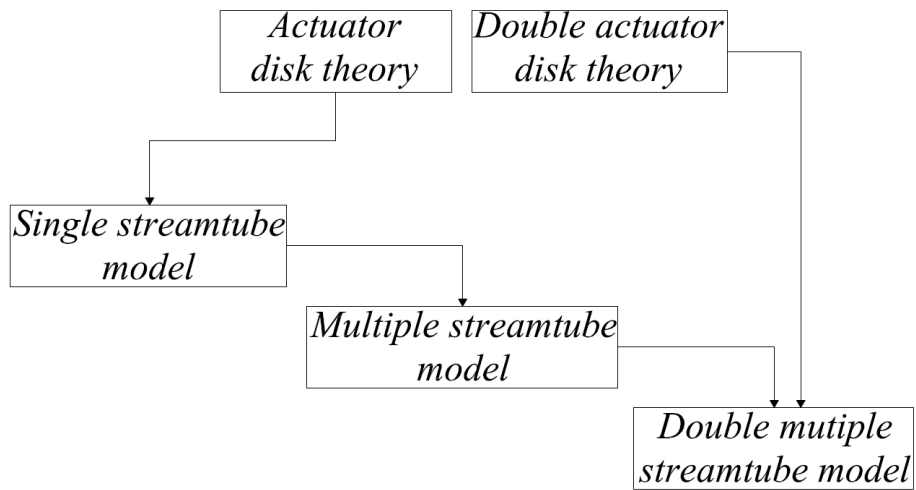 Actuator
disk theory
Double actuator
disk theory
Single streamtube
model
Multiple streamtube
model
Double mutiple
streamtube model